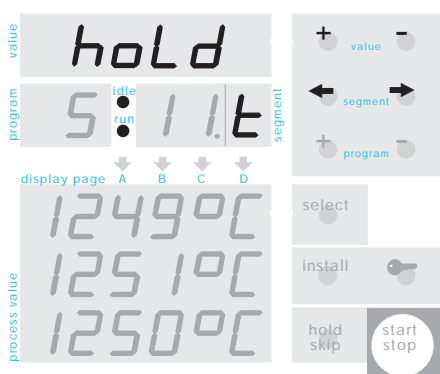 value
hoLd
+ -
value
program
5
idle
run
11.t
segment
segment
+ -
program
display page A B C D
process value
1249°C
1251°C
1250°C
select
install
hold
skip
start
stop